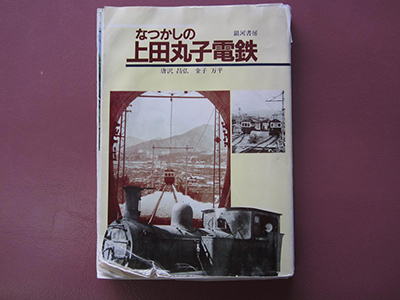 なつかしの
銀河書房
上田丸子電鉄
唐沢 昌弘 金子 万平